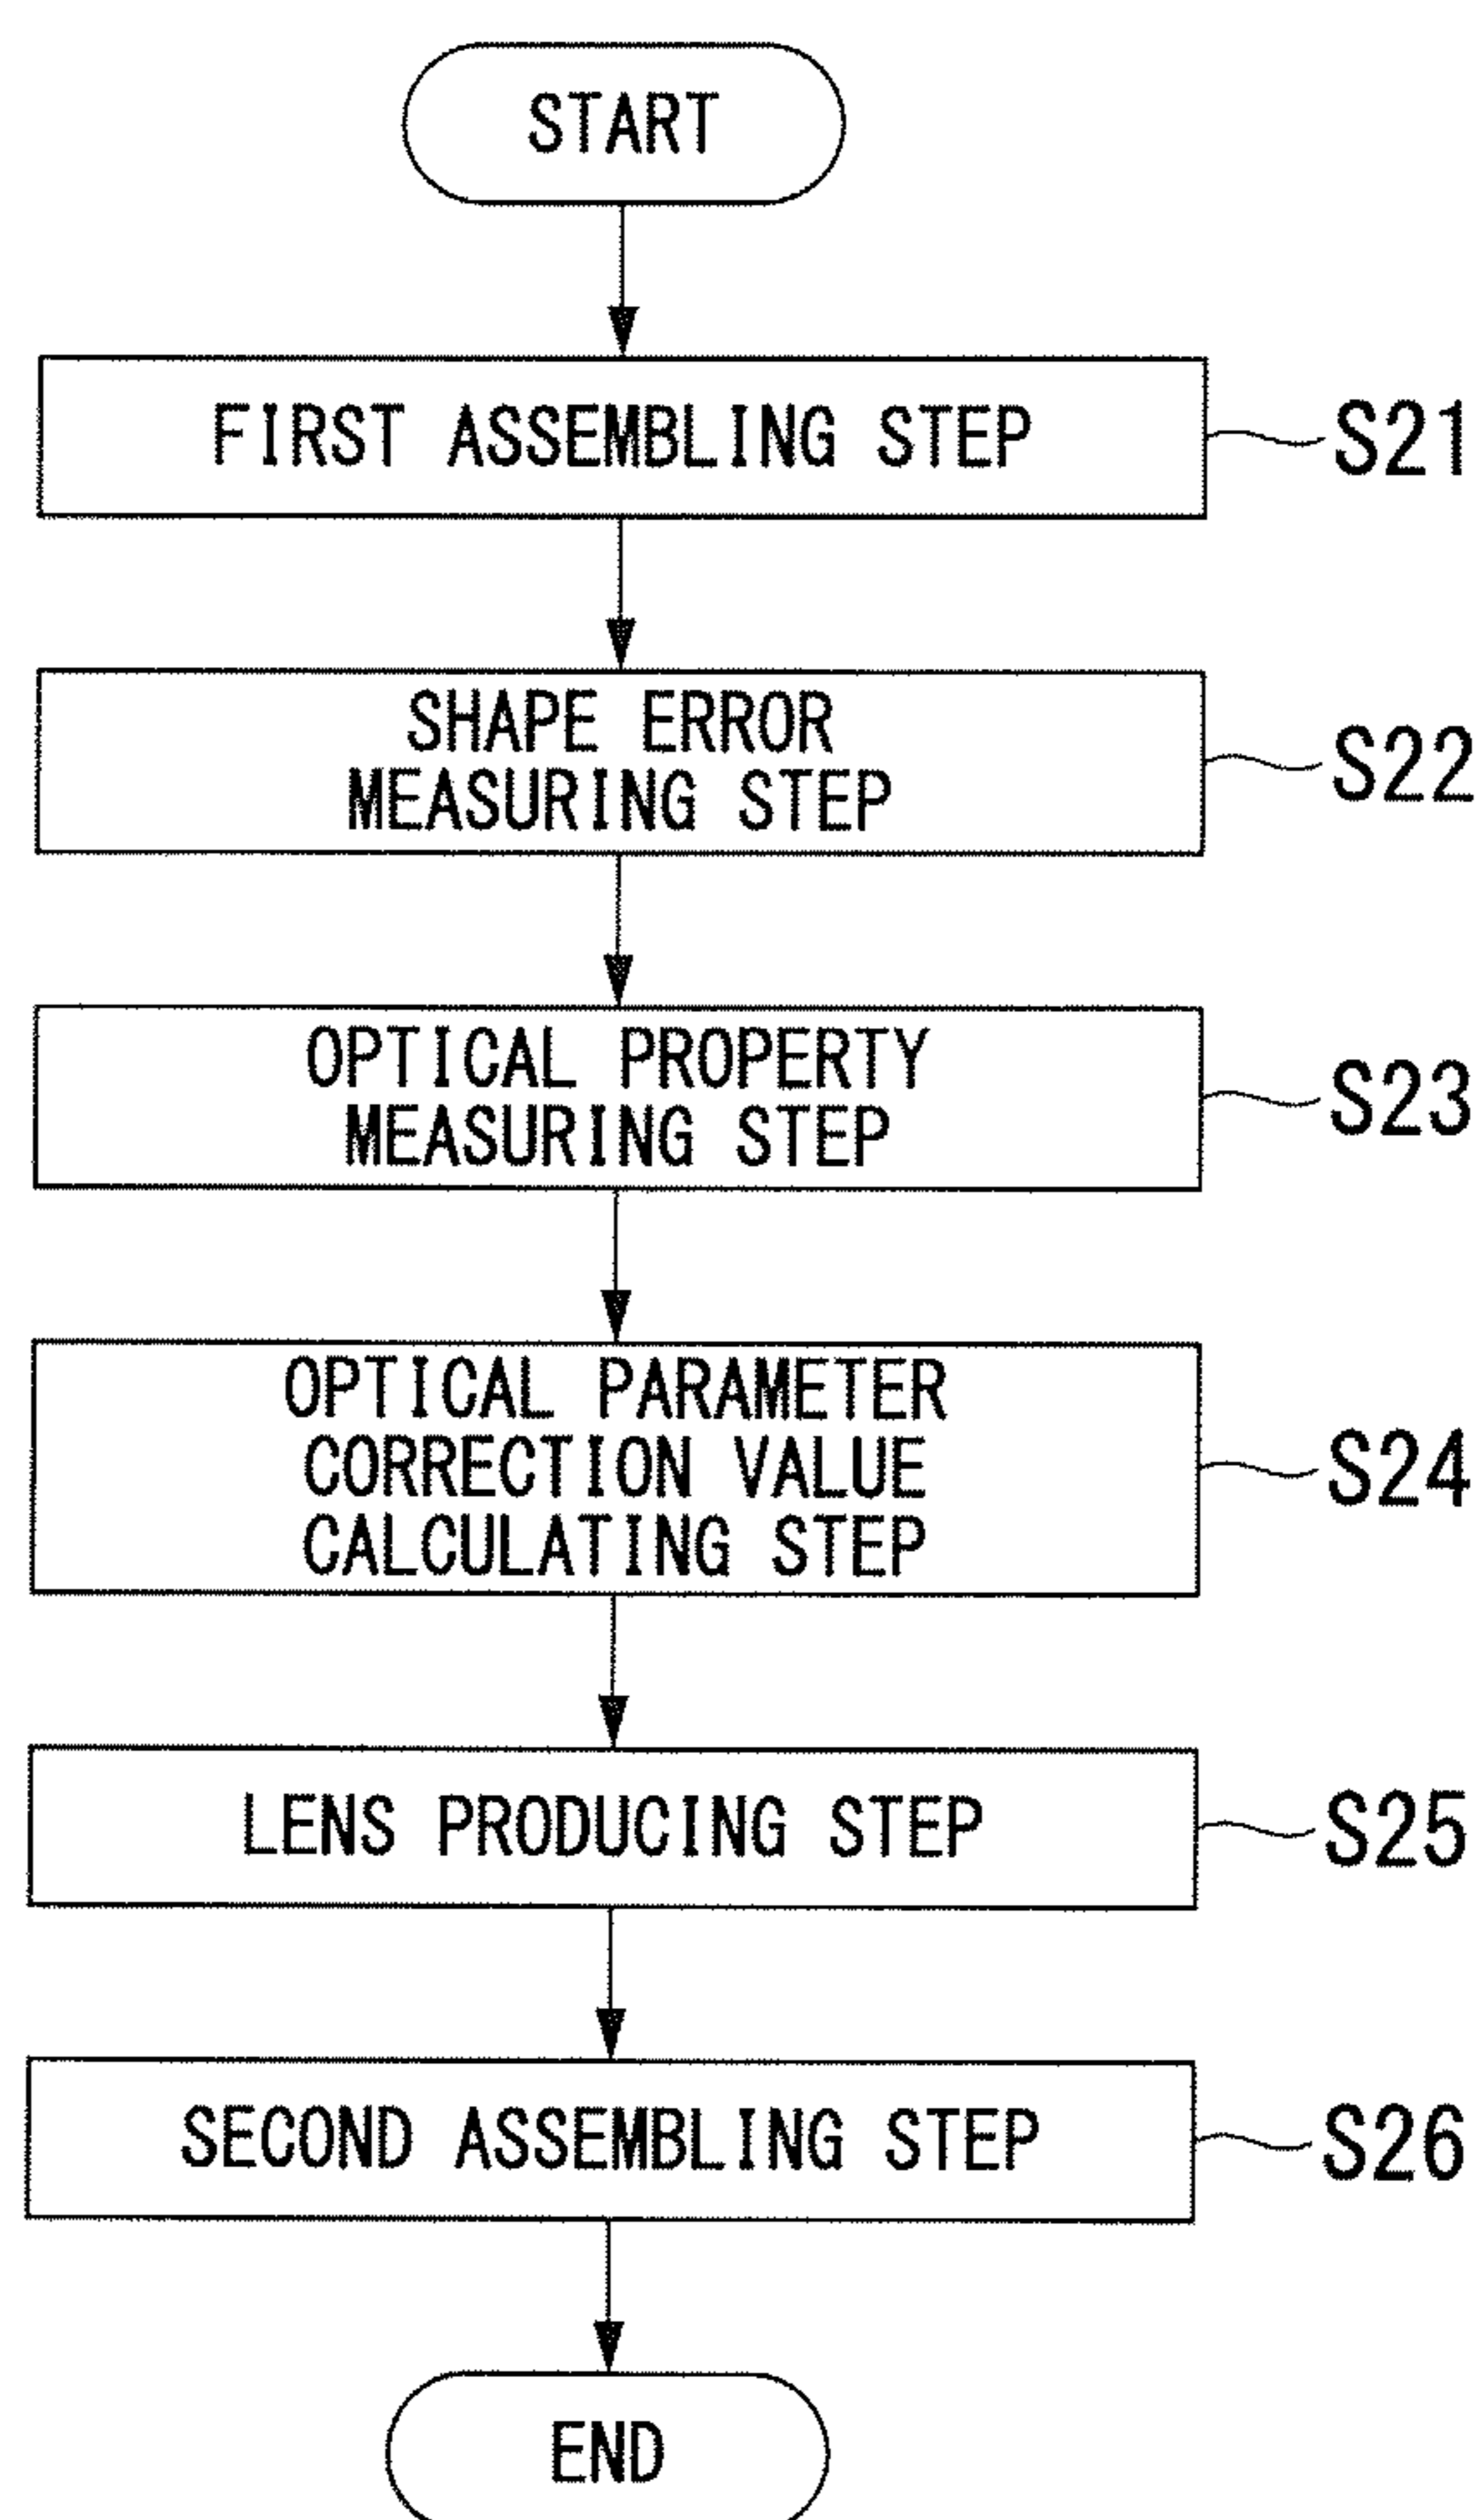 START
FIRST ASSEMBLING STEP
S21
SHAPE ERROR
MEASURING STEP
S22
OPTICAL PROPERTY
MEASURING STEP
S23
OPTICAL PARAMETER
CORRECTION VALUE
CALCULATING STEP
S24
LENS PRODUCING STEP
S25
SECOND ASSEMBLING STEP
S26
END